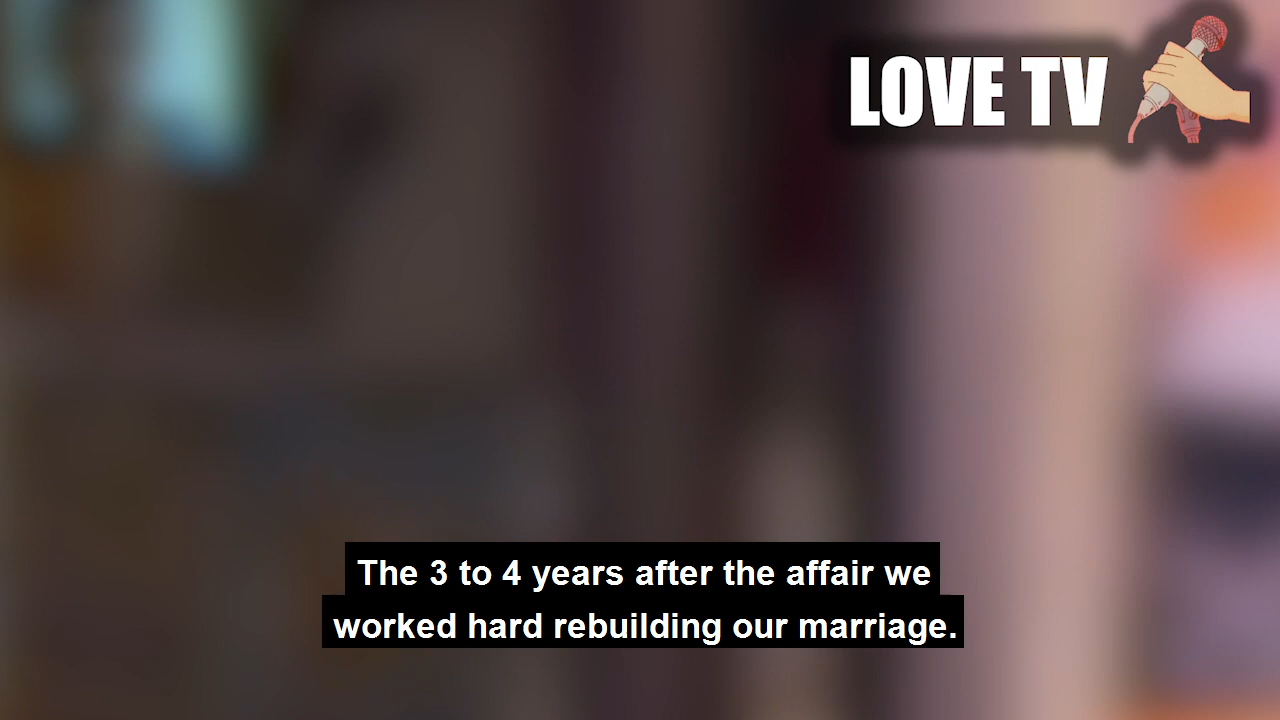 LOVE TV
The 3 to 4 years after the affair we
worked hard rebuilding our marriage.